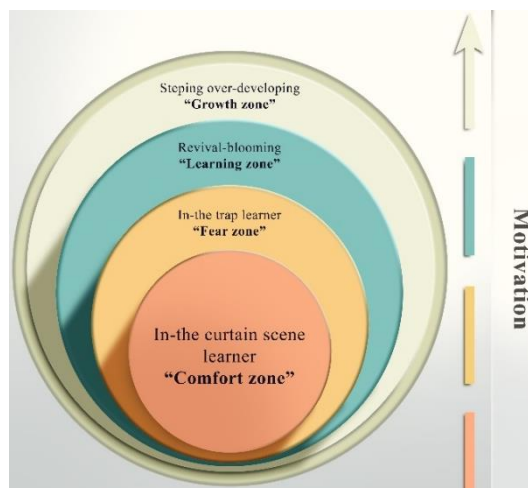 Steping over-developing
“Growth zone”
Revival-blooming
“Learning zone”
In-the trap learner
“Fear zone”
In-the curtain scene
learner
“Comfort zone”
Motivation